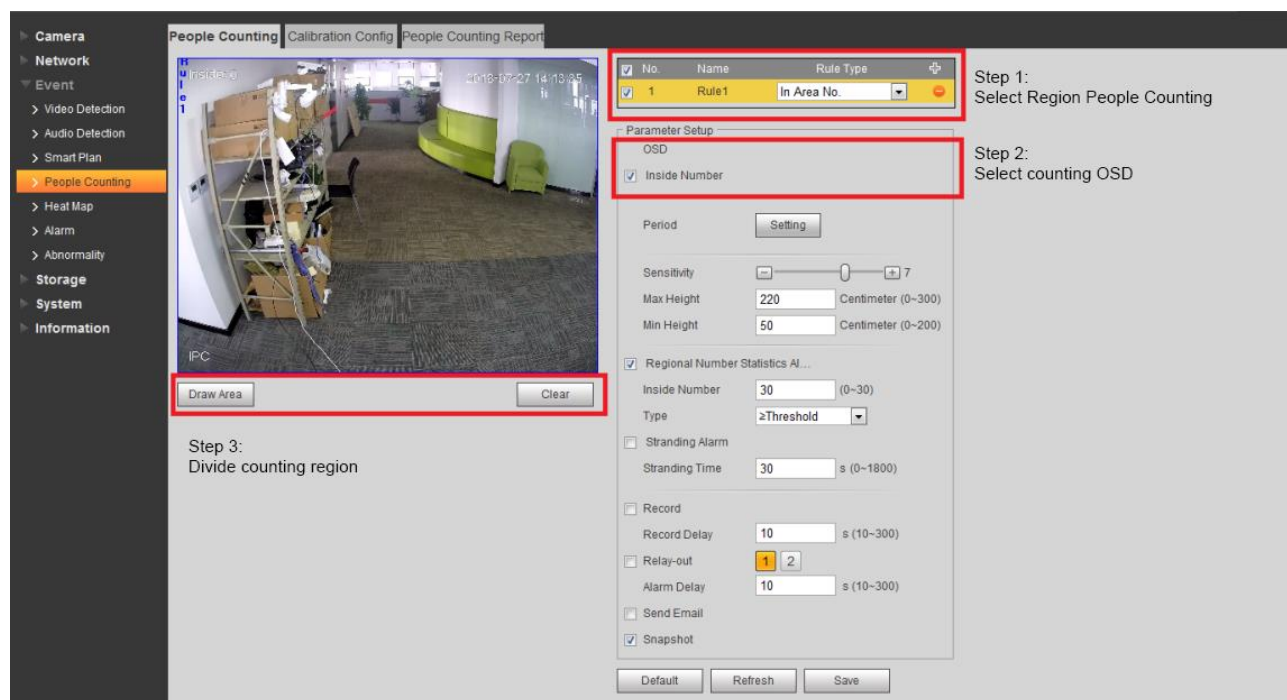 Camera
Network
Event
Video Detection
Audio Detection
Smart Plan
People Counting
Heat Map
Alarm
Abnormality
Storage
System
Information
People Counting Calibration Config People Counting Report
Rule1
Inside:0
IPC
Draw Area Clear
Step 3:
Divide counting region
No. Name Rule Type
1 Rule1 In Area No.
Step 1:
Select Region People Counting
Parameter Setup
OSD
Inside Number
Step 2:
Select counting OSD
Period Setting
Sensitivity 7
Max Height 220 Centimeter (0~300)
Min Height 50 Centimeter (0~200)
Regional Number Statistics Al...
Inside Number 30 (0~30)
Type ≥Threshold
Stranding Alarm
Stranding Time 30 s (0~1800)
Record
Record Delay 10 s (10~300)
Relay-out 1 2
Alarm Delay 10 s (10~300)
Send Email
Snapshot
Default Refresh Save